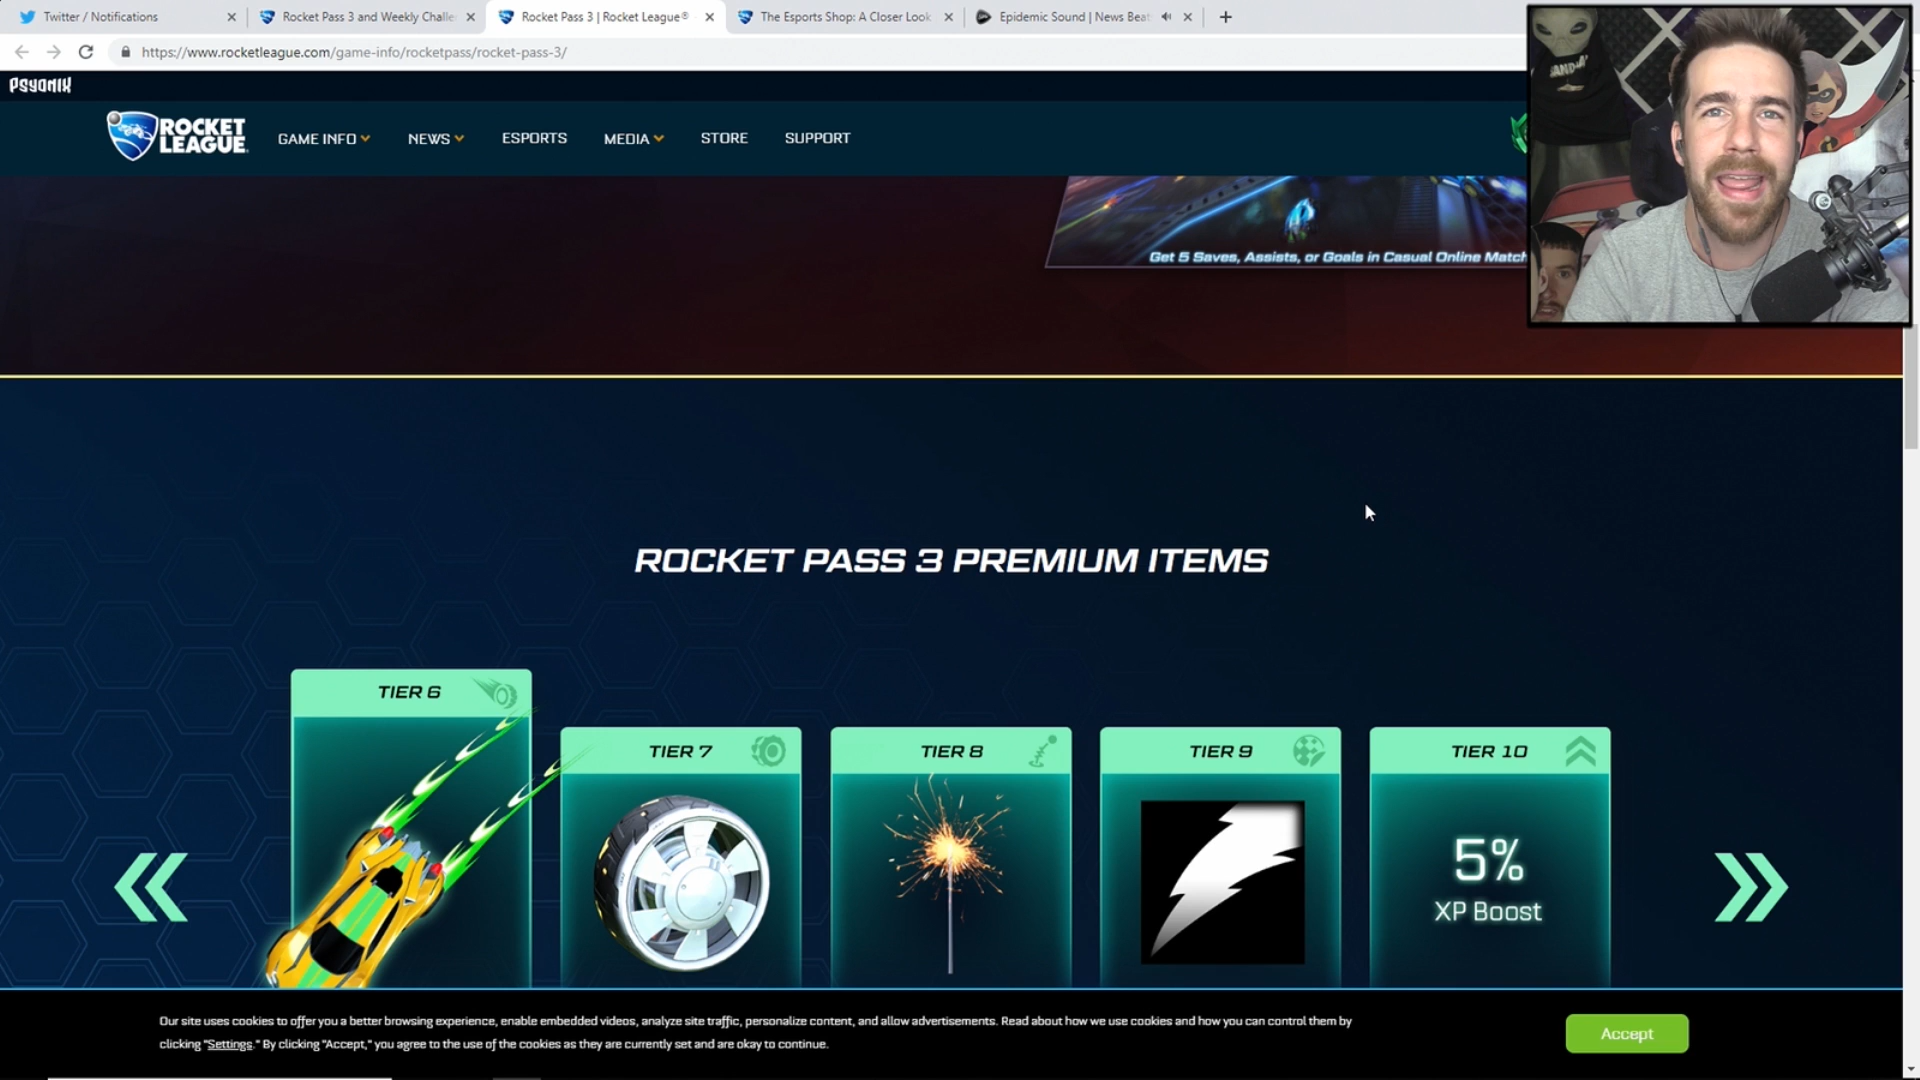 Twitter / Notifications
Rocket Pass 3 and Weekly Challe
Rocket Pass 3 | Rocket League®
The Esports Shop: A Closer Look
Epidemic Sound | News Beat
https://www.rocketleague.com/game-info/rocketpass/rocket-pass-3/
PSYONIX
ROCKET
LEAGUE
GAME INFO
NEWS
ESPORTS
MEDIA
STORE
SUPPORT
Get 5 Saves, Assists, or Goals in Casual Online Match
ROCKET PASS 3 PREMIUM ITEMS
TIER 6
TIER 7
TIER 8
TIER 9
TIER 10
5%
XP Boost
Our site uses cookies to offer you a better browsing experience, enable embedded videos, analyze site traffic, personalize content, and allow advertisements. Read about how we use cookies and how you can control them by
clicking "Settings." By clicking "Accept," you agree to the use of the cookies as they are currently set and are okay to continue.
Accept